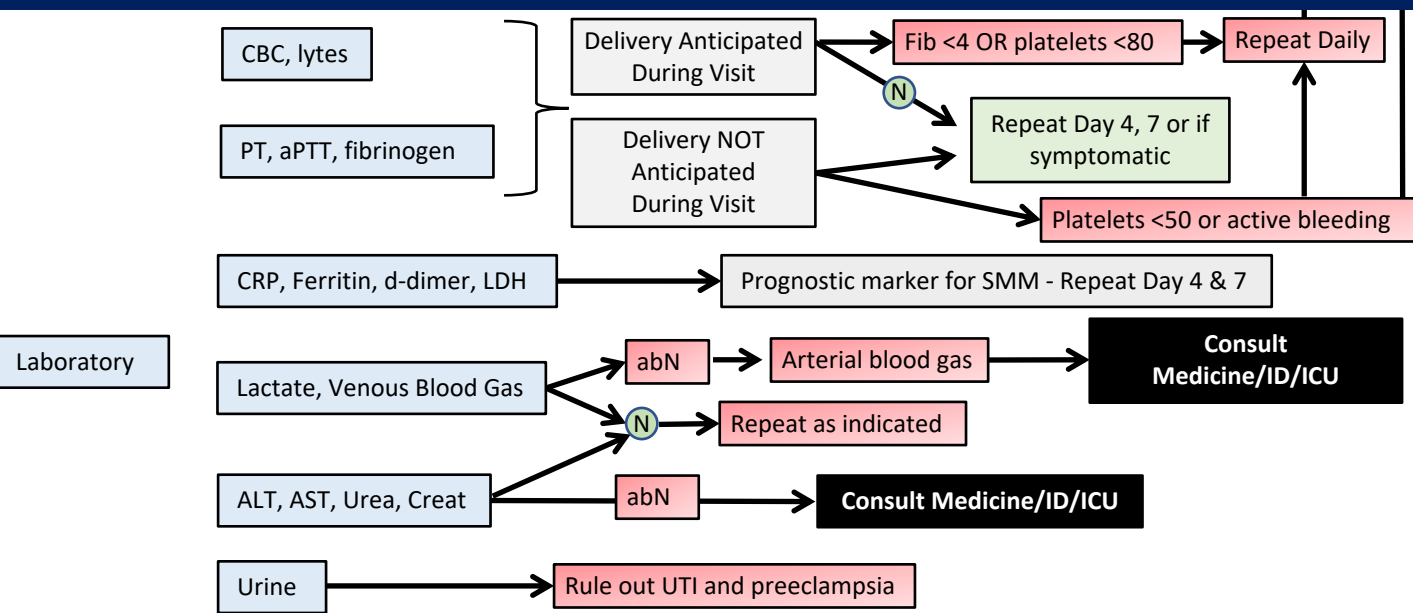 CBC, lytes
PT, aPTT, fibrinogen
Delivery Anticipated
During Visit
Fib <4 OR platelets <80
Repeat Daily
N
Repeat Day 4, 7 or if
symptomatic
Delivery NOT
Anticipated
During Visit
Platelets <50 or active bleeding
CRP, Ferritin, d-dimer, LDH
Prognostic marker for SMM - Repeat Day 4 & 7
Laboratory
Lactate, Venous Blood Gas
abN
Arterial blood gas
Consult
Medicine/ID/ICU
N
Repeat as indicated
ALT, AST, Urea, Creat
abN
Consult Medicine/ID/ICU
Urine
Rule out UTI and preeclampsia